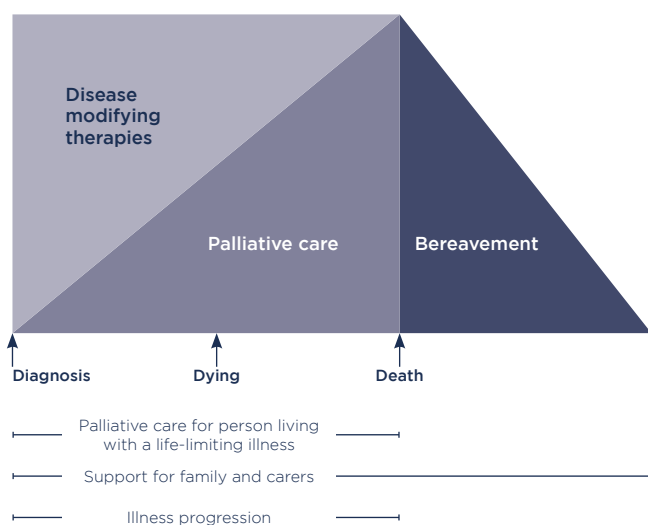 Disease
modifying
therapies
Palliative care
Bereavement
Diagnosis
Dying
Death
Palliative care for person living
with a life-limiting illness
Support for family and carers
Illness progression